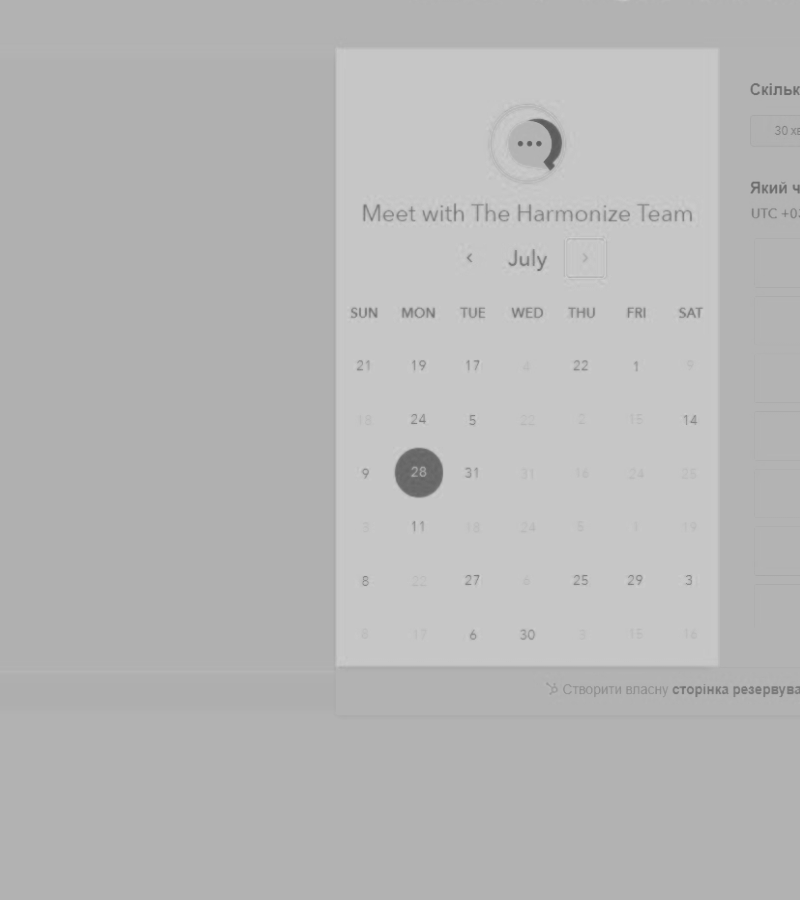 Скільк
30 хв
Meet with The Harmonize Team
Який ч
UTC +03
July
SUN MON TUE WED THU FRI SAT
21 19 17 4 22 1 9
18 24 5 22 2 15 14
9 28 31 31 16 24 28
3 11 18 24 5 1 19
8 22 27 6 25 29 3
8 17 6 30 3 15 16
Створити власну сторінка резервува